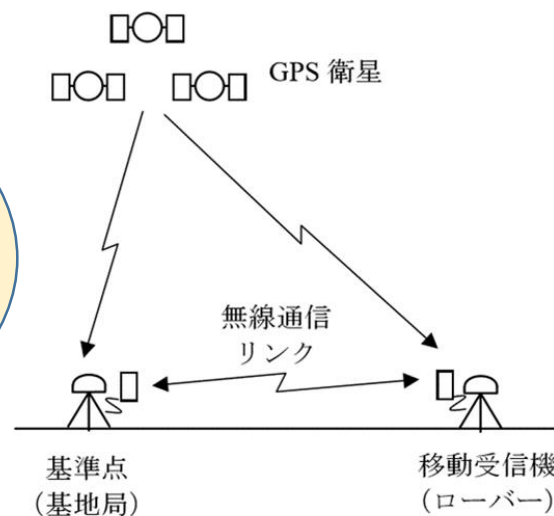 GPS 衛星
無線通信
リンク
基準点
(基地局)
移動受信機
(ローバー)